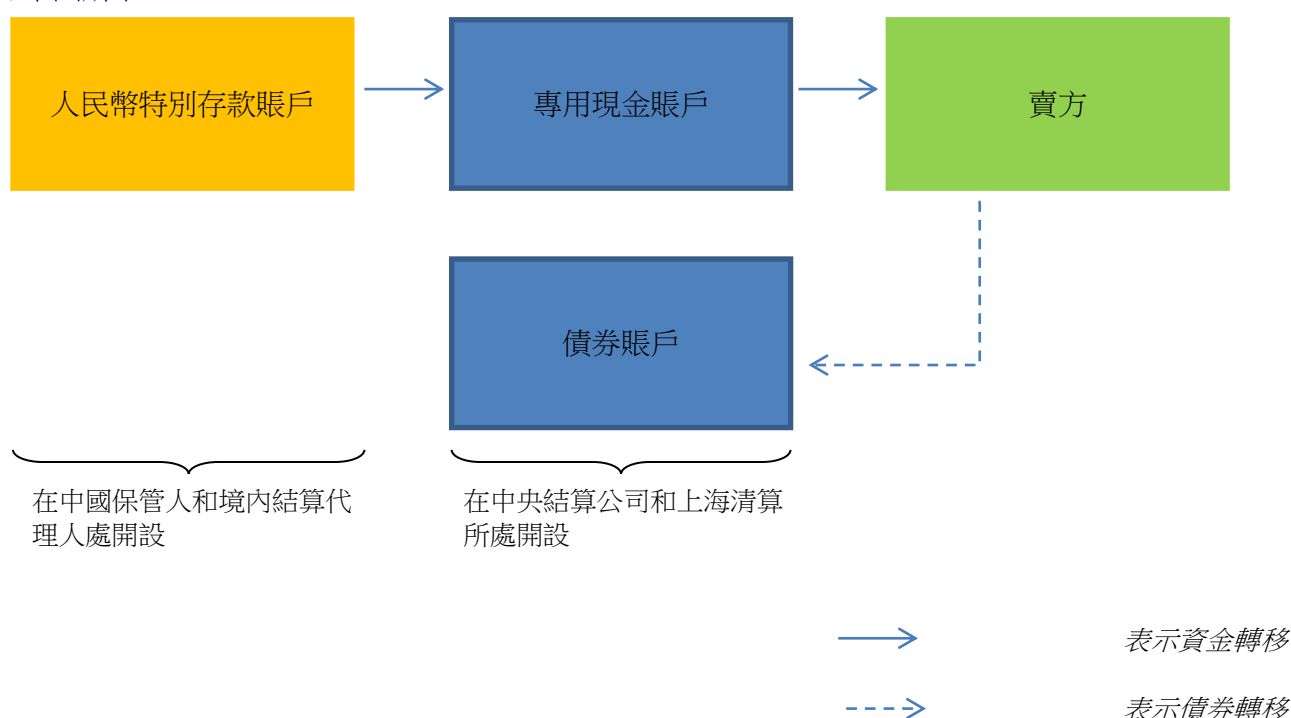 人民幣特別存款賬戶
專用現金賬戶
賣方
債券賬戶
在中國保管人和境內結算代
理人處開設
在中央結算公司和上海清算
所處開設
表示資金轉移
表示債券轉移